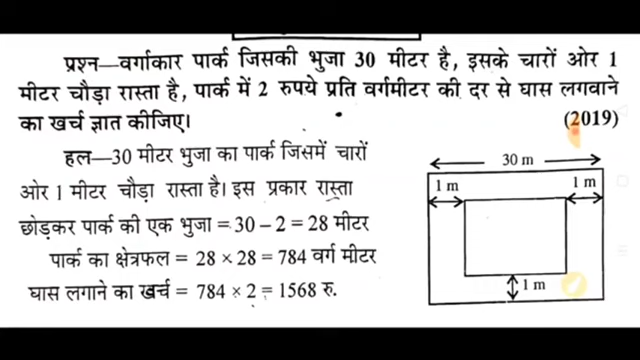 प्रश्न—वर्गाकार पार्क जिसकी भुजा 30 मीटर है, इसके चारों ओर 1
मीटर चौड़ा रास्ता है, पार्क में 2 रुपये प्रति वर्गमीटर की दर से घास लगवाने
का खर्च ज्ञात कीजिए।
(2019)
हल—30 मीटर भुजा का पार्क जिसमें चारों
ओर 1 मीटर चौड़ा रास्ता है। इस प्रकार रास्ता
छोड़कर पार्क की एक भुजा = 30 – 2 = 28 मीटर
पार्क का क्षेत्रफल = 28 × 28 = 784 वर्ग मीटर
घास लगाने का खर्च = 784 × 2 = 1568 रु.
30 m
1 m
1 m
1 m